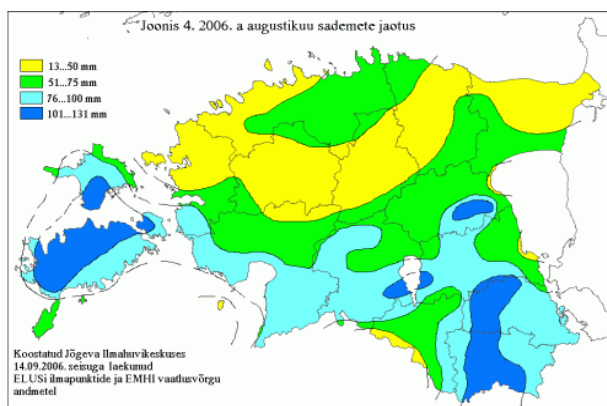 Joonis 4. 2006. a augustikuu sademete jaotus
13...50 mm
51...75 mm
76...100 mm
101...131 mm
Koostatud Jõgeva Ilmahuvikeskuses
14.09.2006. seisuga laekunud
ELUSi ilmapunktide ja EMHI vaatlusvõrgu
andmetel